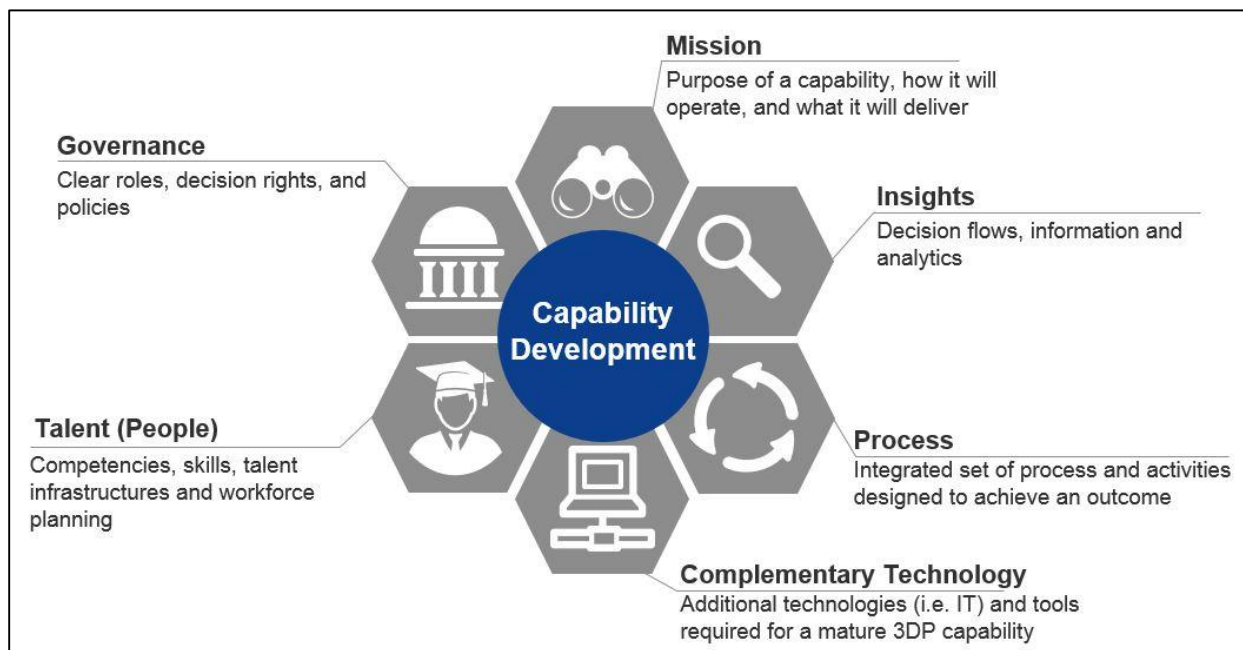 Mission
Purpose of a capability, how it will
operate, and what it will deliver
Governance
Clear roles, decision rights, and
policies
Insights
Decision flows, information and
analytics
Capability
Development
Talent (People)
Competencies, skills, talent
infrastructures and workforce
planning
Process
Integrated set of process and activities
designed to achieve an outcome
Complementary Technology
Additional technologies (i.e. IT) and tools
required for a mature 3DP capability